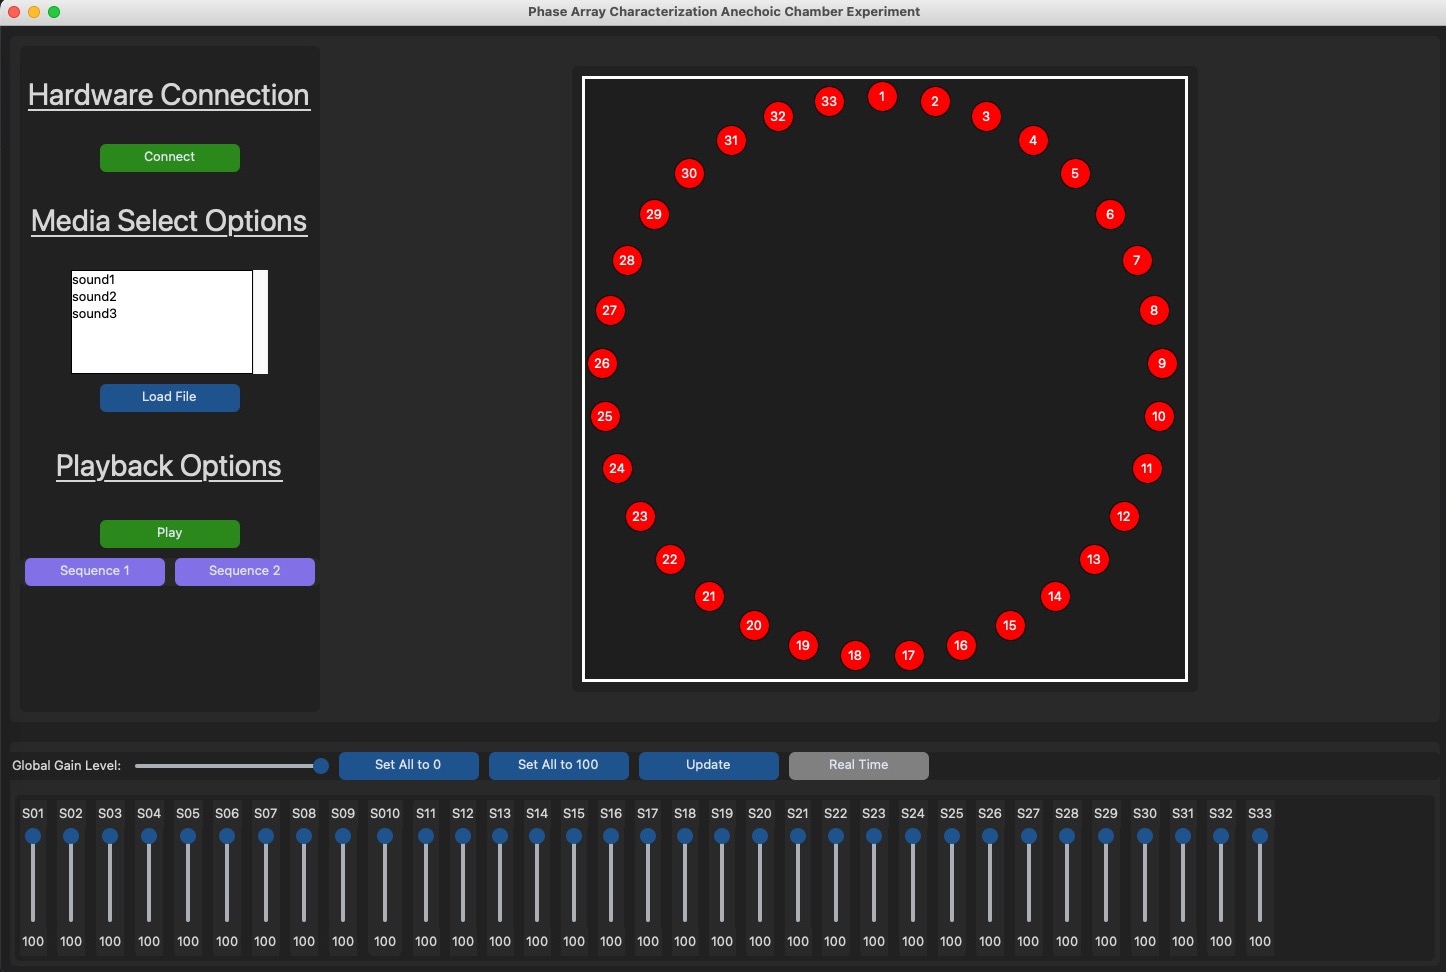 Phase Array Characterization Anechoic Chamber Experiment
Hardware Connection
Connect
Media Select Options
sound1
sound2
sound3
Load File
Playback Options
Play
Sequence 1 Sequence 2
1
2
3
4
5
6
7
8
9
10
11
12
13
14
15
16
17
18
19
20
21
22
23
24
25
26
27
28
29
30
31
32
33
Global Gain Level: Set All to 0 Set All to 100 Update Real Time
S01 S02 S03 S04 S05 S06 S07 S08 S09 S010 S11 S12 S13 S14 S15 S16 S17 S18 S19 S20 S21 S22 S23 S24 S25 S26 S27 S28 S29 S30 S31 S32 S33
100 100 100 100 100 100 100 100 100 100 100 100 100 100 100 100 100 100 100 100 100 100 100 100 100 100 100 100 100 100 100 100 100